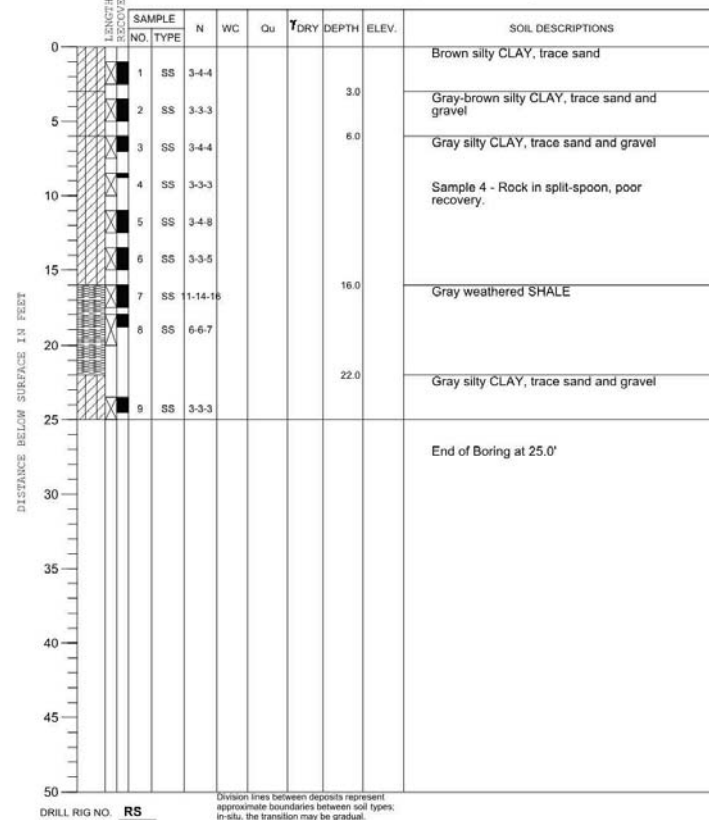 LENGTH
RECOVE
SAMPLE
NO. TYPE N WC Qu γDRY DEPTH ELEV. SOIL DESCRIPTIONS
0
Brown silty CLAY, trace sand
1 SS 3-4-4
3.0
Gray-brown silty CLAY, trace sand and
gravel
2 SS 3-3-3
5
6.0
Gray silty CLAY, trace sand and gravel
3 SS 3-4-4
4 SS 3-3-3
Sample 4 - Rock in split-spoon, poor
recovery.
10
5 SS 3-4-8
6 SS 3-3-5
15
16.0
Gray weathered SHALE
7 SS 11-14-16
8 SS 6-6-7
20
22.0
Gray silty CLAY, trace sand and gravel
9 SS 3-3-3
25
End of Boring at 25.0'
30
35
40
45
50
DISTANCE BELOW SURFACE IN FEET
DRILL RIG NO. RS
Division lines between deposits represent
approximate boundaries between soil types;
in-situ, the transition may be gradual.